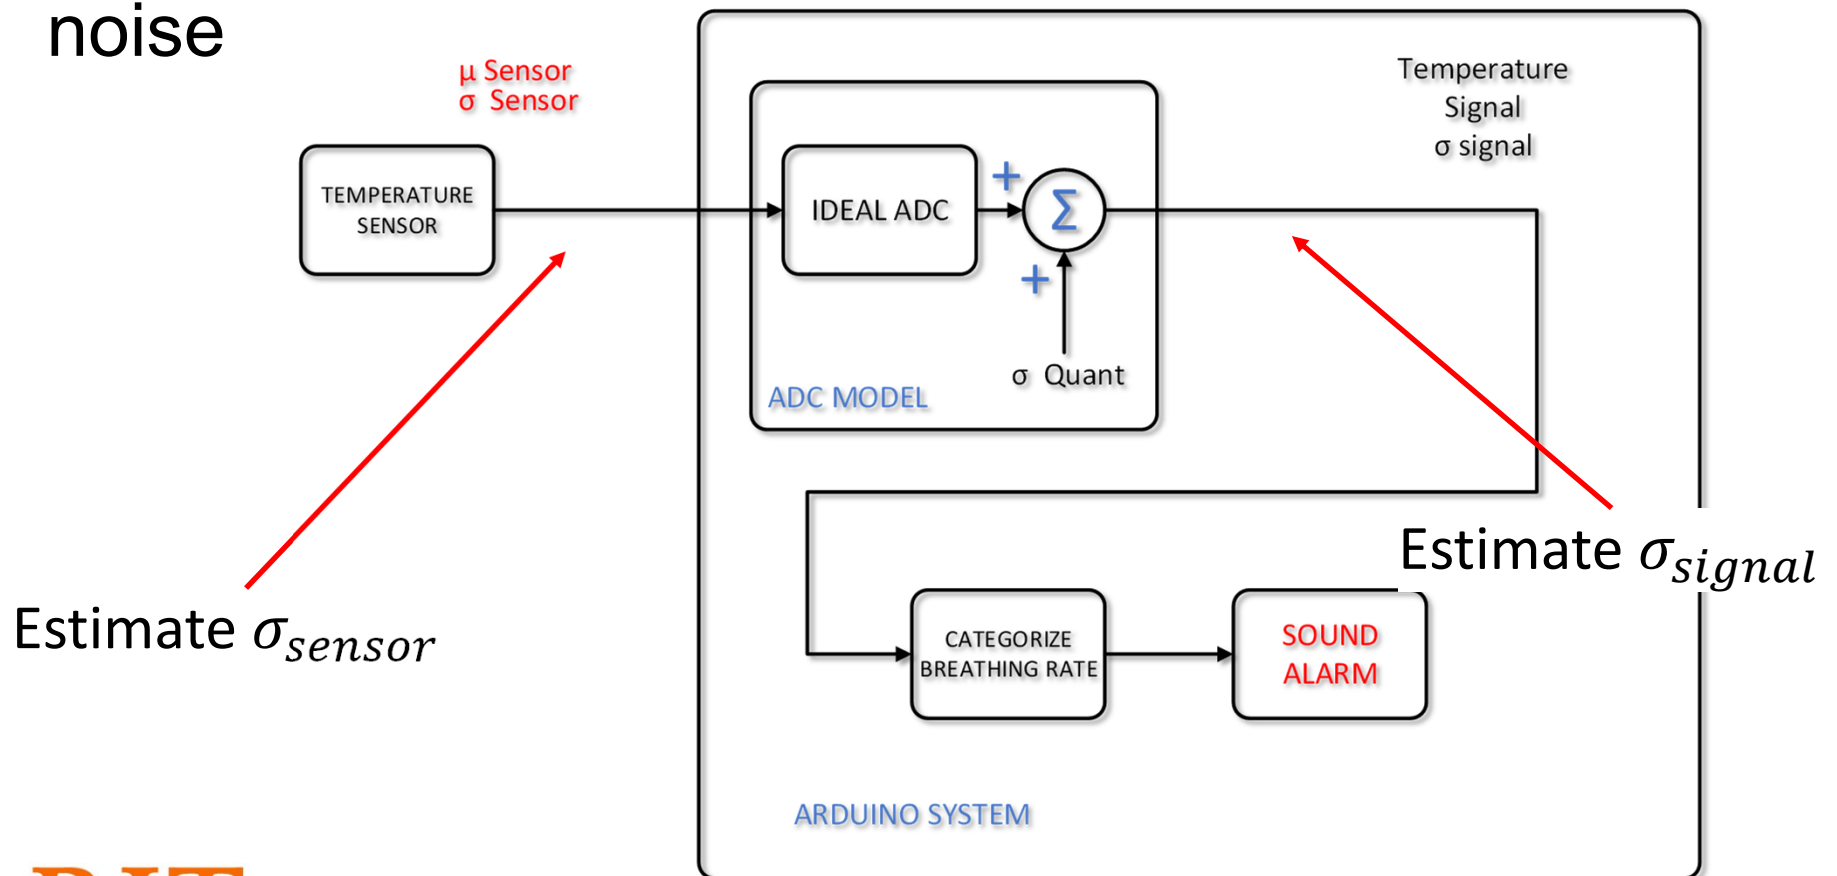 noise
μ Sensor
σ Sensor
Temperature
Signal
σ signal
TEMPERATURE
SENSOR
IDEAL ADC
+
Σ
+
σ Quant
ADC MODEL
Estimate σ_signal
Estimate σ_sensor
CATEGORIZE
BREATHING RATE
SOUND
ALARM
ARDUINO SYSTEM